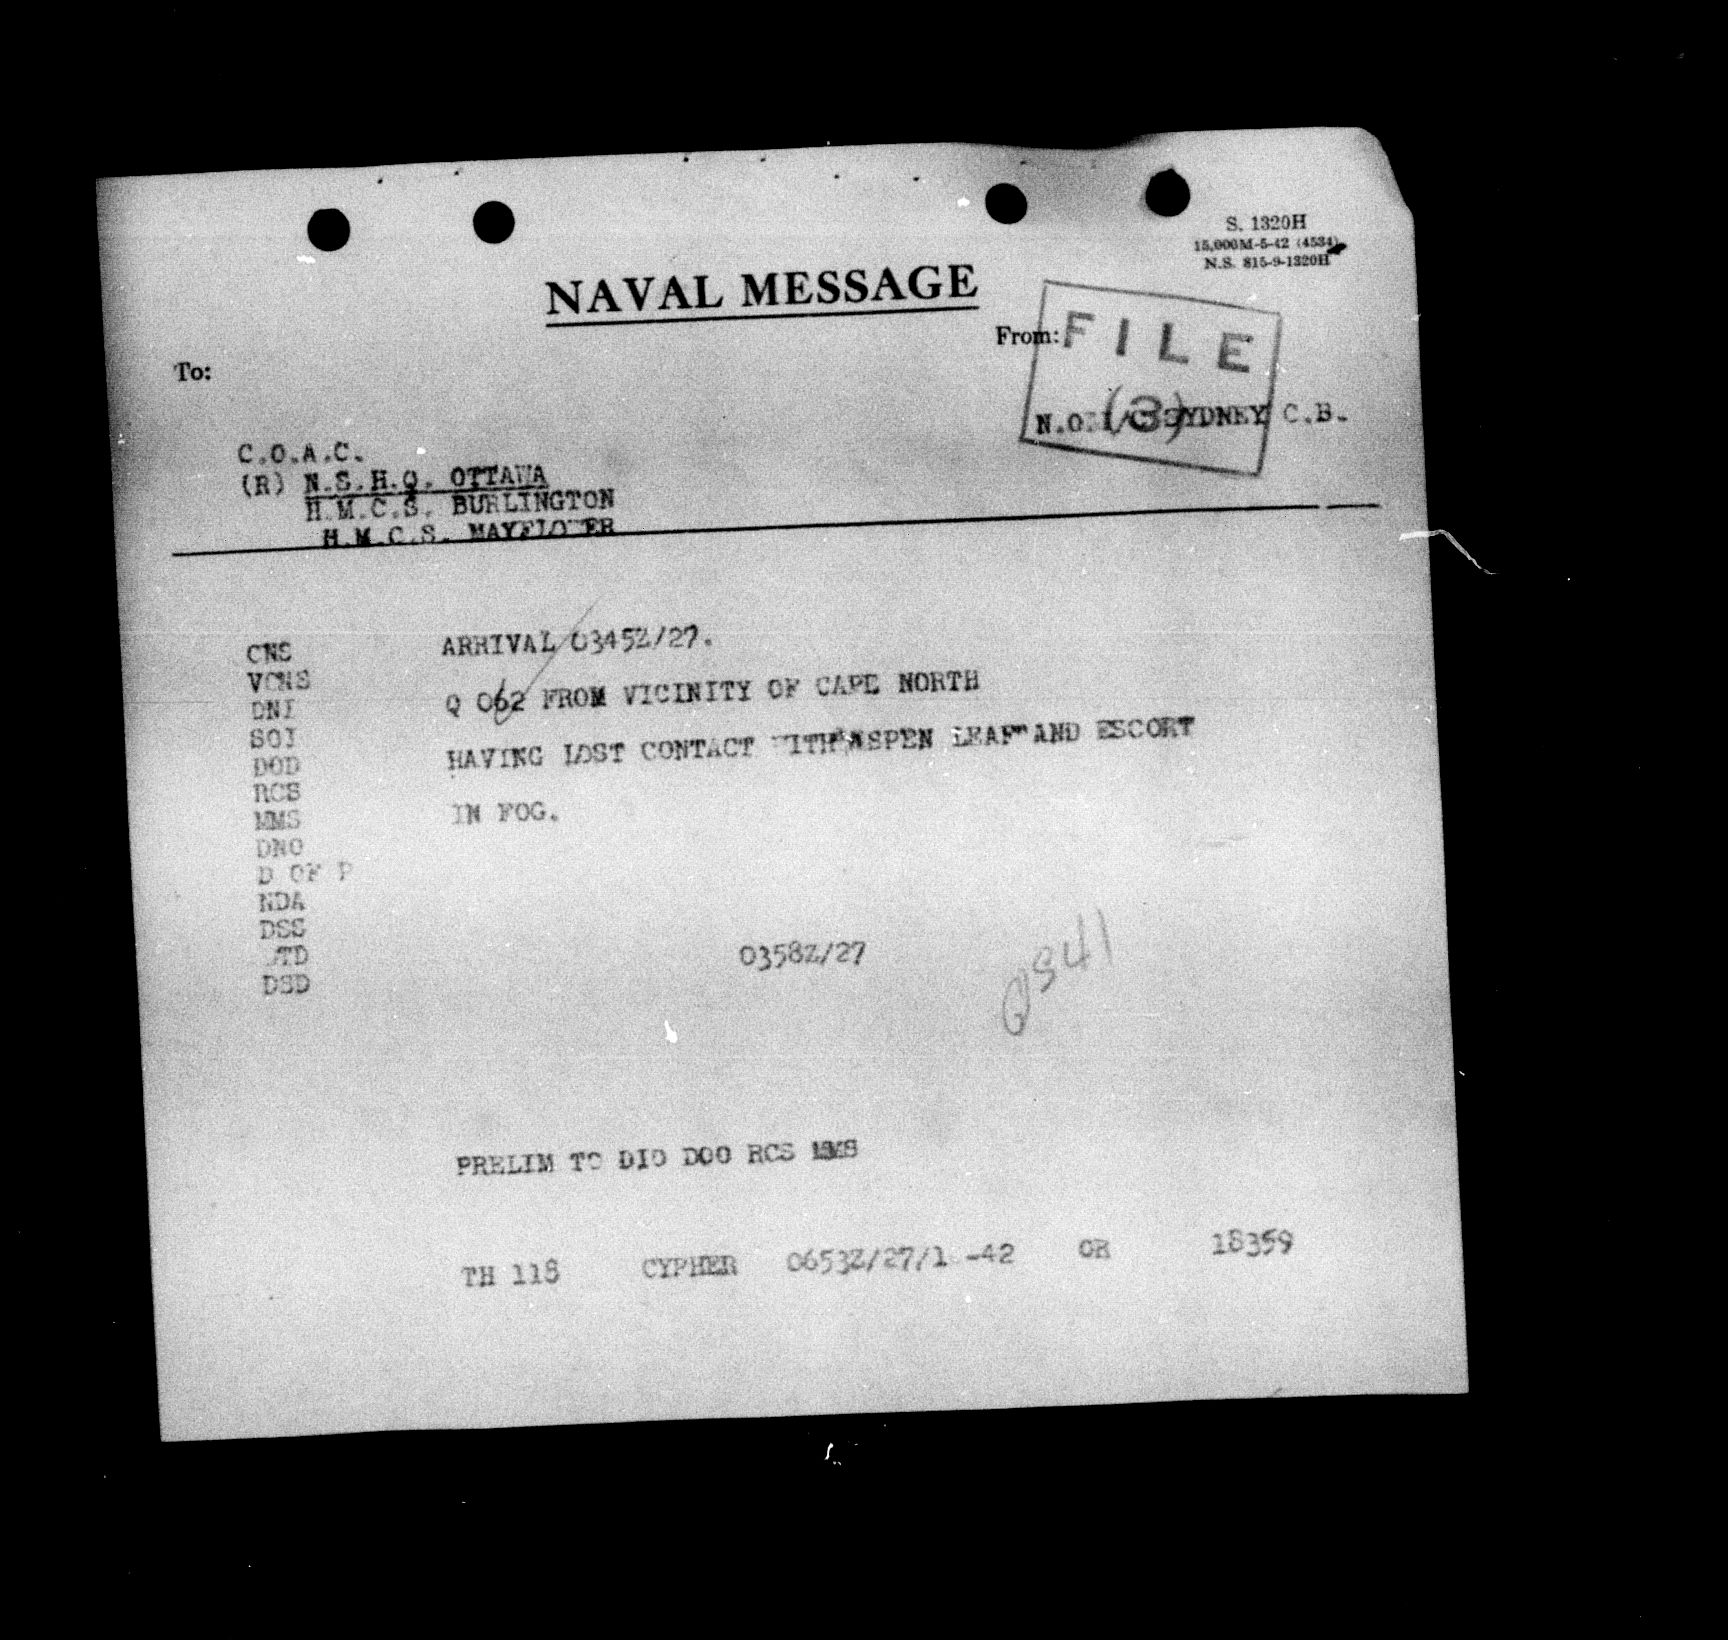 S. 1320H
15,000M-5-42 (4534)
N.S. 815-9-1320H
NAVAL MESSAGE
To:
From:
FILE
(3)
N.O.I/C SYDNEY C.B.
C.O.A.C.
(R) N.S.H.Q. OTTAWA
H.M.C.S. BURLINGTON
H.M.C.S. MAYFLOWER
CNS
VCNS
DNI
SOI
DOD
RCS
MMS
DNO
D OF P
NDA
DSS
TD
DSD
ARRIVAL 0345Z/27.
Q 062 FROM VICINITY OF CAPE NORTH
HAVING LOST CONTACT WITH "ASPEN LEAF" AND ESCORT
IN FOG.
0358Z/27
QS41
PRELIM TO DIO DOO RCS MMS
TH 118 CYPHER 0653Z/27/1 -42 OR 18359